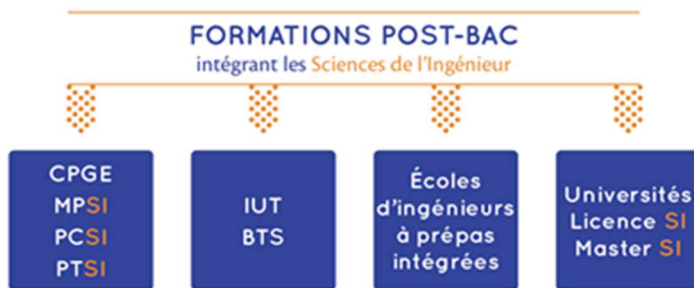 FORMATIONS POST-BAC
intégrant les Sciences de l'Ingénieur
CPGE
MPSI
PCSI
PTSI
IUT
BTS
Écoles
d'ingénieurs
à prépas
intégrées
Universités
Licence SI
Master SI